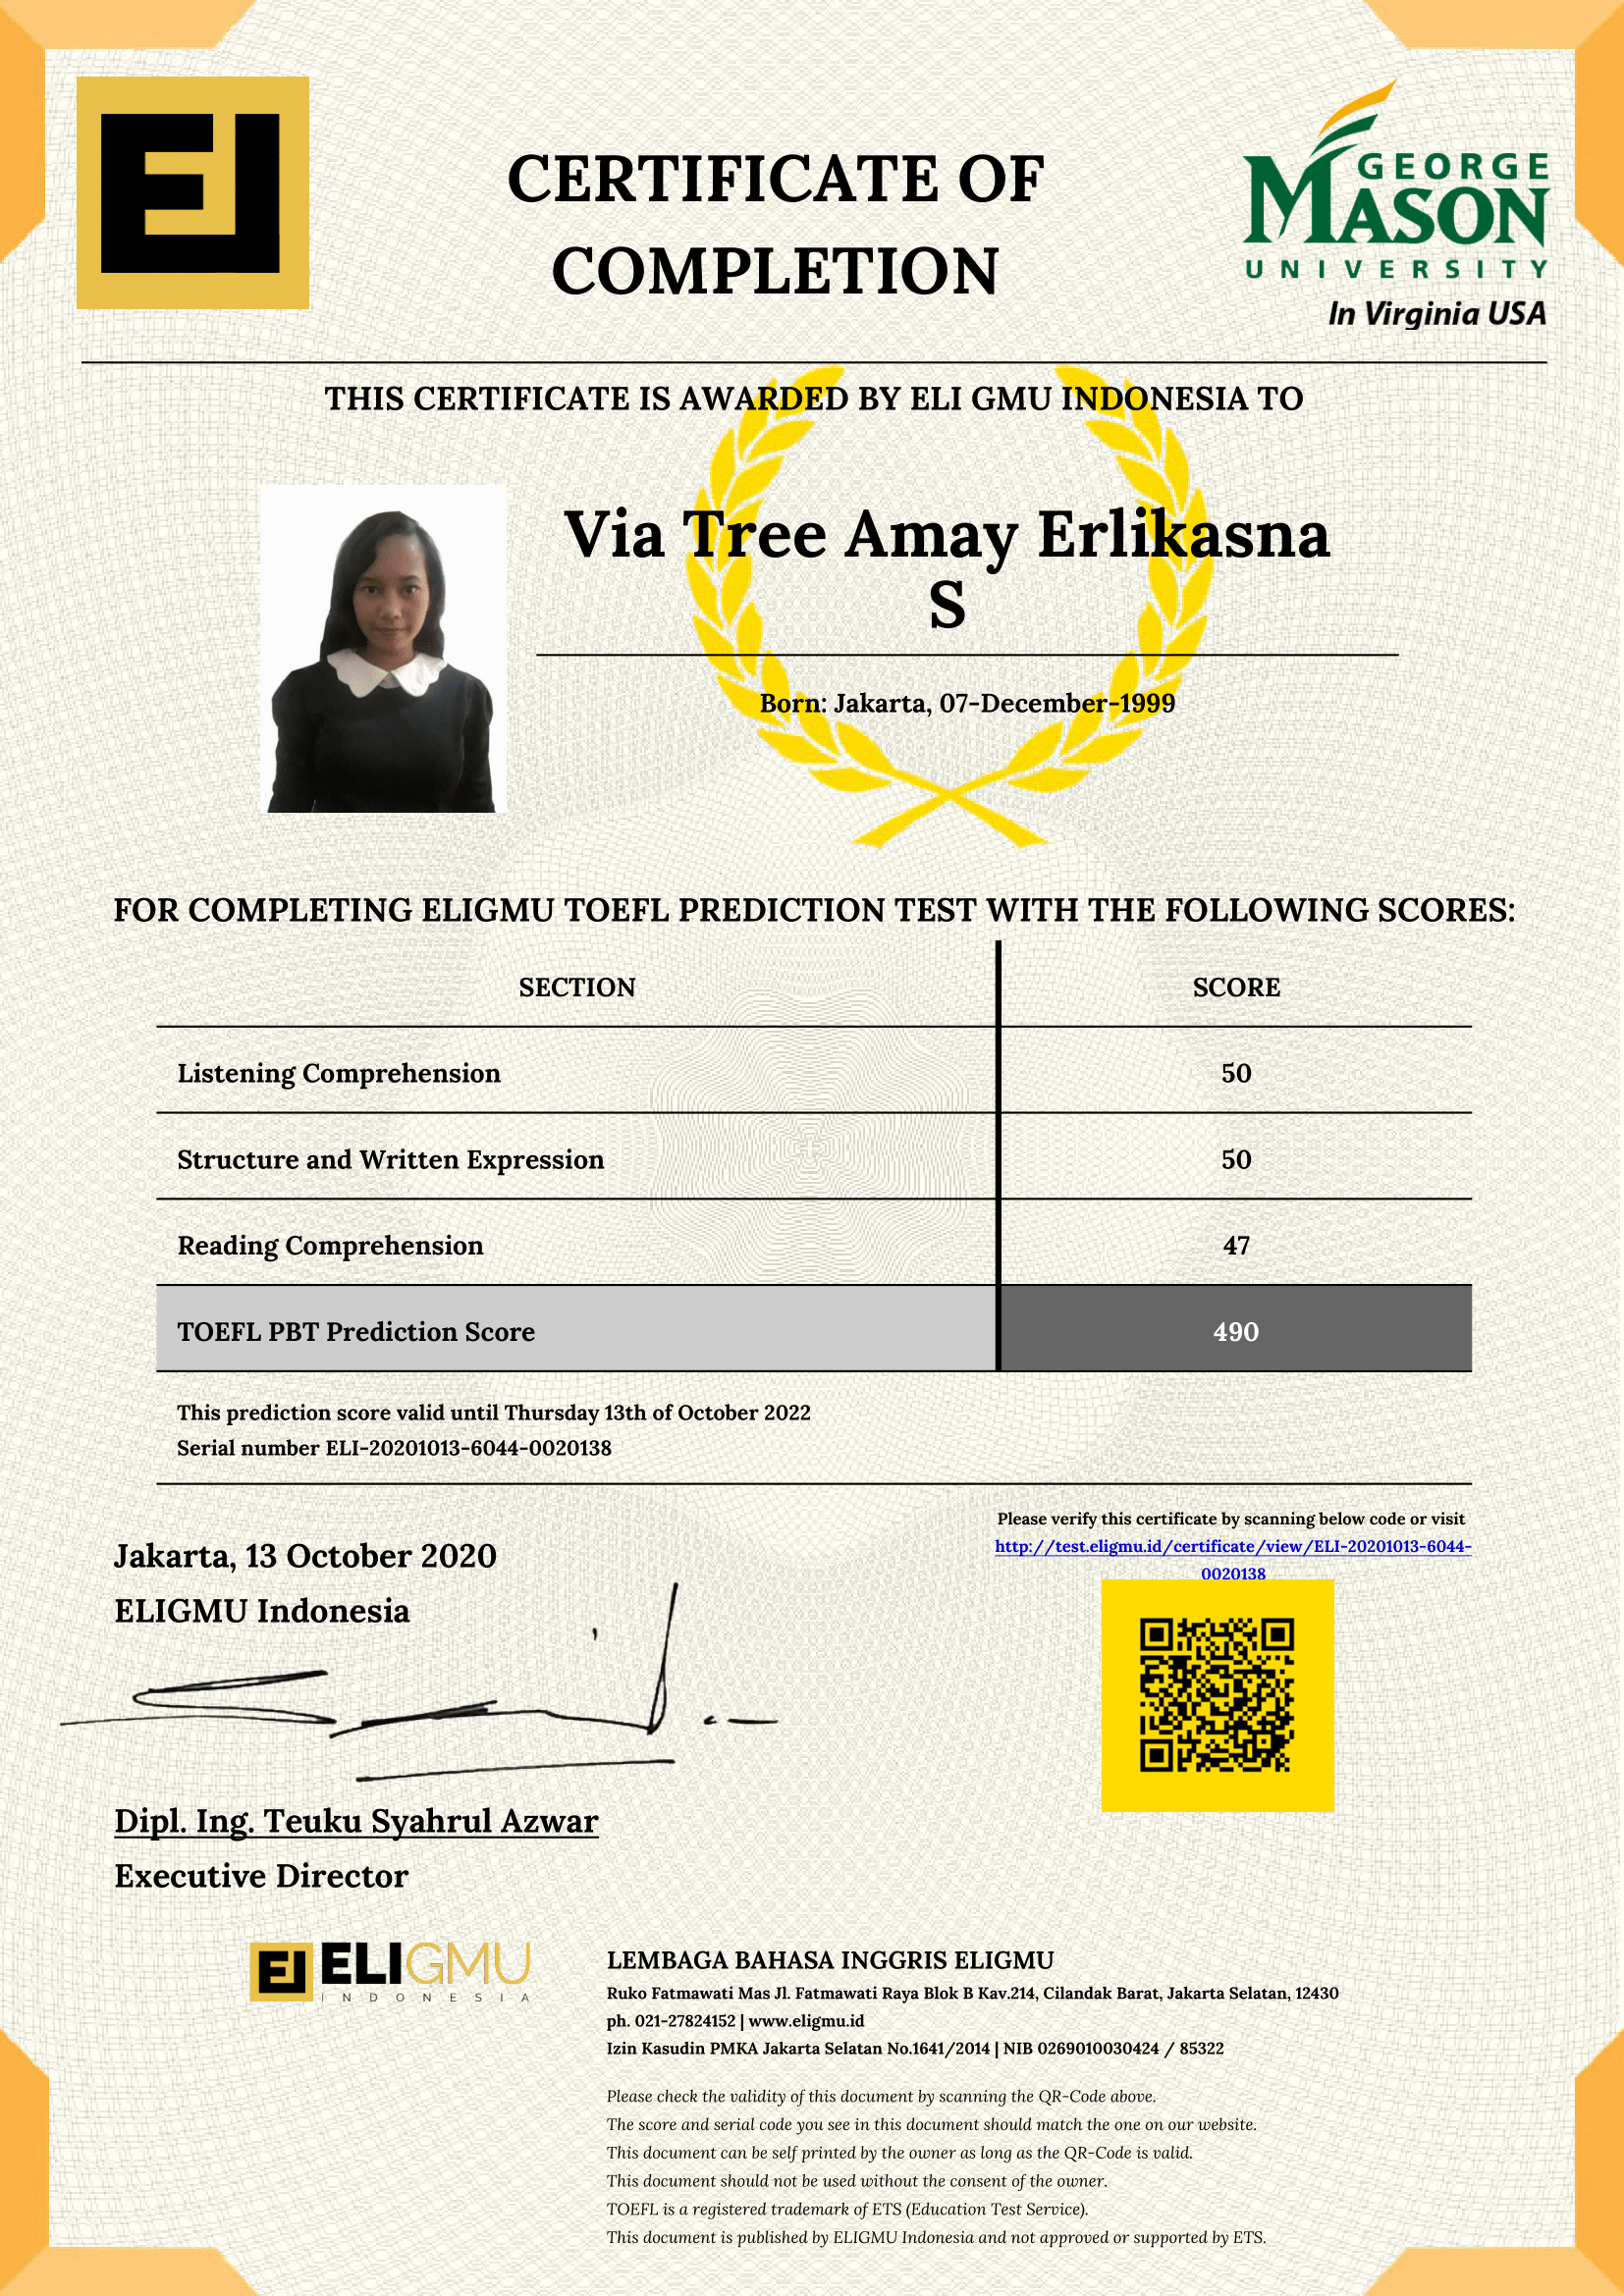 EI
CERTIFICATE OF
COMPLETION
GEORGE
MASON
UNIVERSITY
In Virginia USA
THIS CERTIFICATE IS AWARDED BY ELI GMU INDONESIA TO
Via Tree Amay Erlikasna
S
Born: Jakarta, 07-December-1999
FOR COMPLETING ELIGMU TOEFL PREDICTION TEST WITH THE FOLLOWING SCORES:
SECTION SCORE
Listening Comprehension 50
Structure and Written Expression 50
Reading Comprehension 47
TOEFL PBT Prediction Score 490
This prediction score valid until Thursday 13th of October 2022
Serial number ELI-20201013-6044-0020138
Please verify this certificate by scanning below code or visit
http://test.eligmu.id/certificate/view/ELI-20201013-6044-
0020138
Jakarta, 13 October 2020
ELIGMU Indonesia
Dipl. Ing. Teuku Syahrul Azwar
Executive Director
EI ELIGMU
INDONESIA
LEMBAGA BAHASA INGGRIS ELIGMU
Ruko Fatmawati Mas Jl. Fatmawati Raya Blok B Kav.214, Cilandak Barat, Jakarta Selatan, 12430
ph. 021-27824152 | www.eligmu.id
Izin Kasudin PMKA Jakarta Selatan No.1641/2014 | NIB 0269010030424 / 85322
Please check the validity of this document by scanning the QR-Code above.
The score and serial code you see in this document should match the one on our website.
This document can be self printed by the owner as long as the QR-Code is valid.
This document should not be used without the consent of the owner.
TOEFL is a registered trademark of ETS (Education Test Service).
This document is published by ELIGMU Indonesia and not approved or supported by ETS.